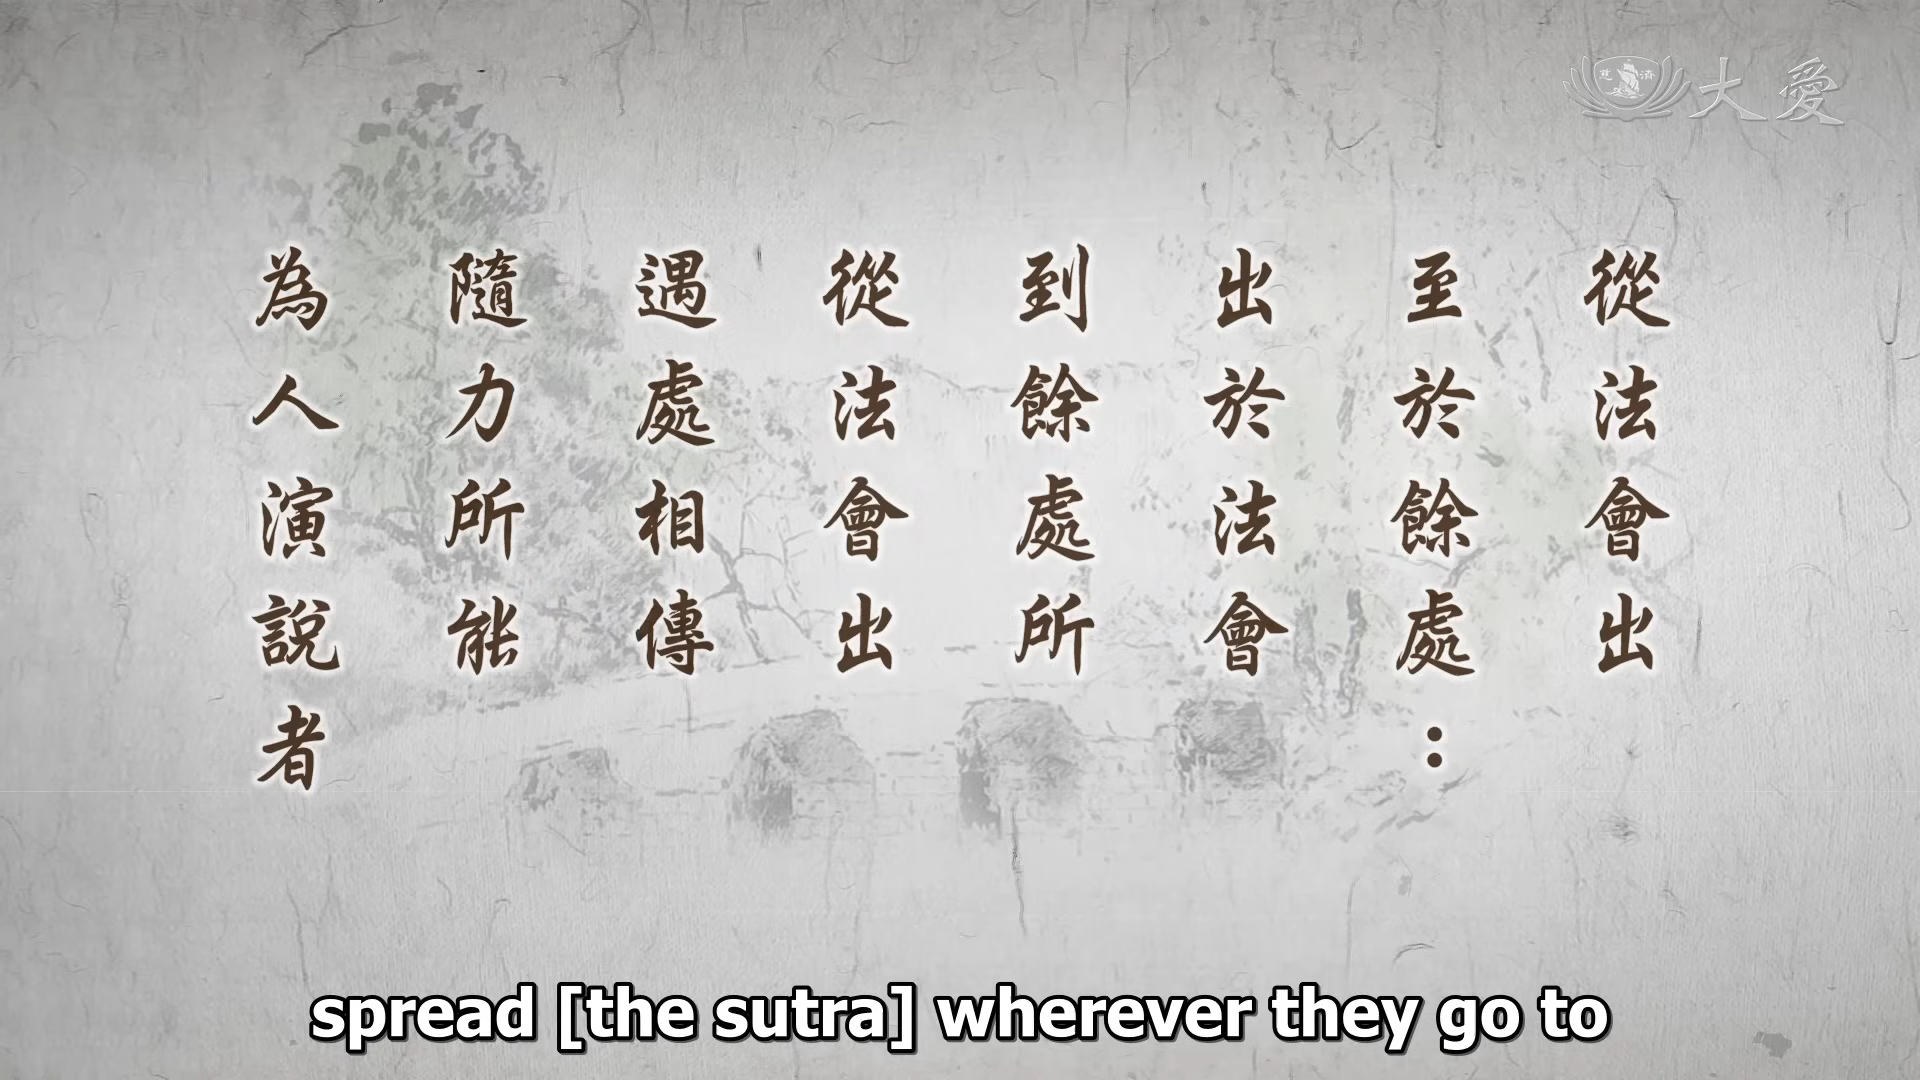 慈濟
大愛
從法會出
至於餘處：
出於法會
到餘處所
從法會出
遇處相傳
隨力所能
為人演說者
spread [the sutra] wherever they go to